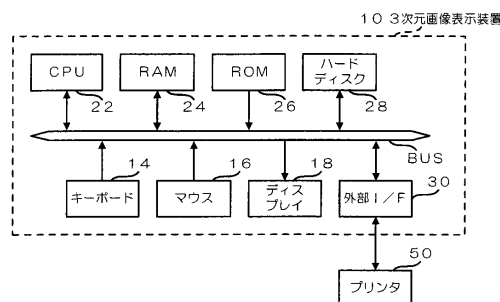 10 3次元画像表示装置
CPU
RAM
ROM
ハード
ディスク
22
24
26
28
BUS
14
16
18
キーボード
マウス
ディス
プレイ
外部I/F
30
50
プリンタ